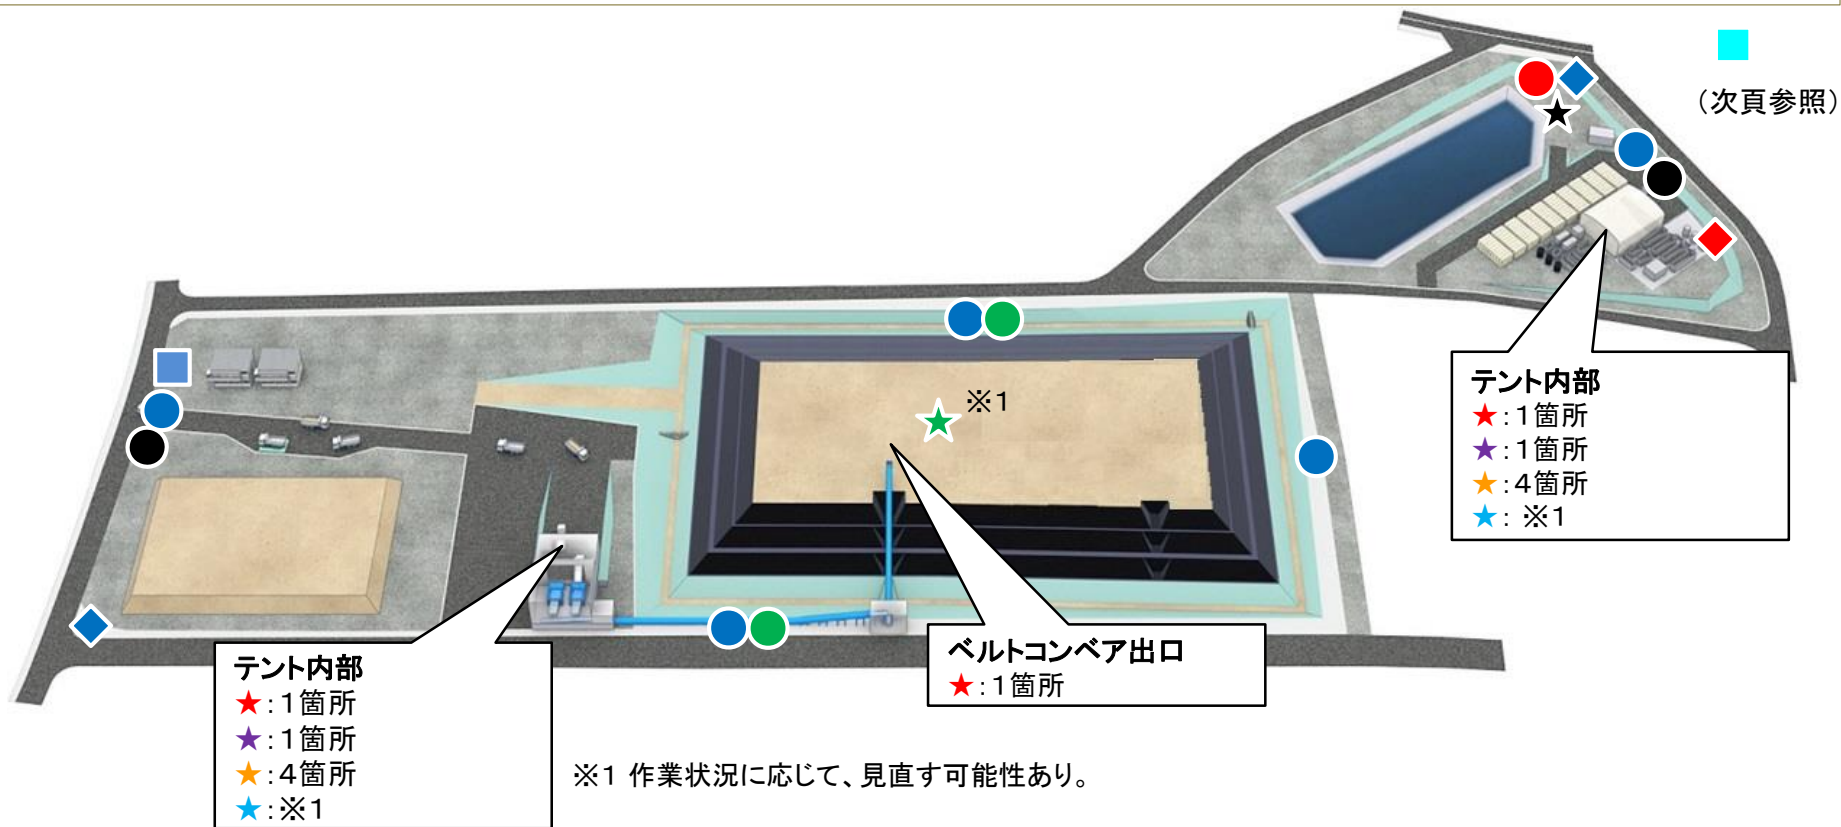 (次頁参照)
※1
テント内部
★:1箇所
★:1箇所
★:4箇所
★: ※1
ベルトコンベア出口
★:1箇所
テント内部
★:1箇所
★:1箇所
★:4箇所
★:※1
※1 作業状況に応じて、見直す可能性あり。